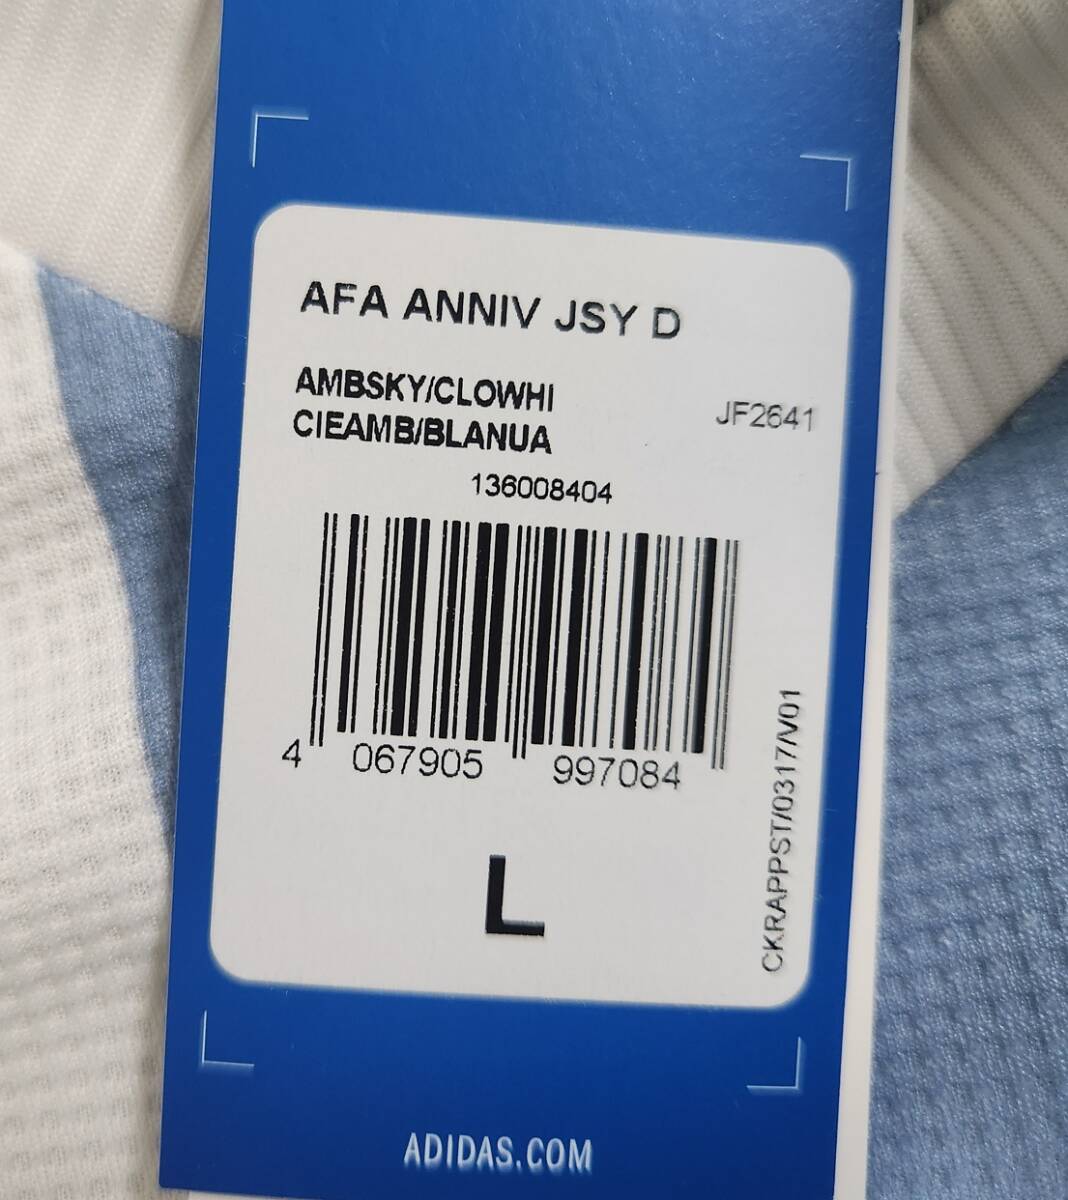 AFA ANNIV JSY D
AMBSKY/CLOWHI
CIEAMB/BLANUA
JF2641
136008404
4 067905 997084
L
CKRAPPST/0317/V01
ADIDAS.COM